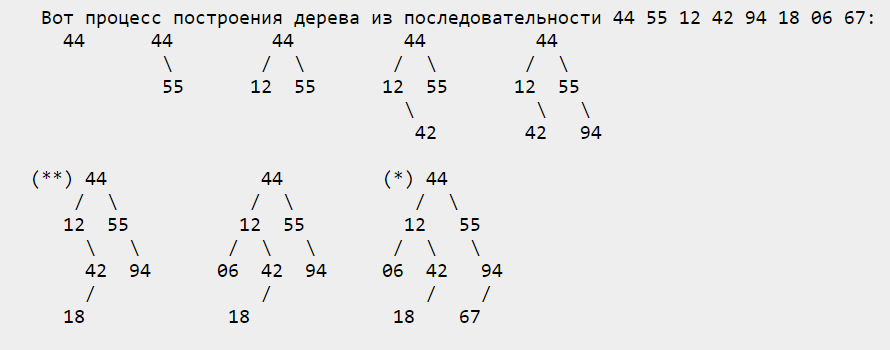 Вот процесс построения дерева из последовательности 44 55 12 42 94 18 06 67:
44 44 44 44 44
\ / \ / \ / \
55 12 55 12 55 12 55
\ \ \
42 42 94
(**) 44 44 (*) 44
/ \ / \ / \
12 55 12 55 12 55
\ \ / \ \ / \ \
42 94 06 42 94 06 42 94
/ / / /
18 18 18 67